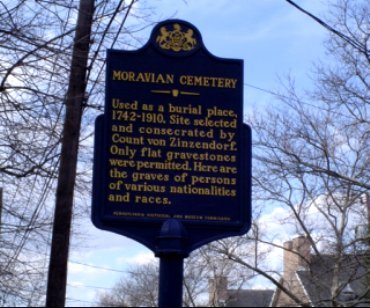 MORAVIAN CEMETERY
Used as a burial place,
1742-1910. Site selected
and consecrated by
Count von Zinzendorf.
Only flat gravestones
were permitted. Here are
the graves of persons
of various nationalities
and races.
PENNSYLVANIA HISTORICAL AND MUSEUM COMMISSION